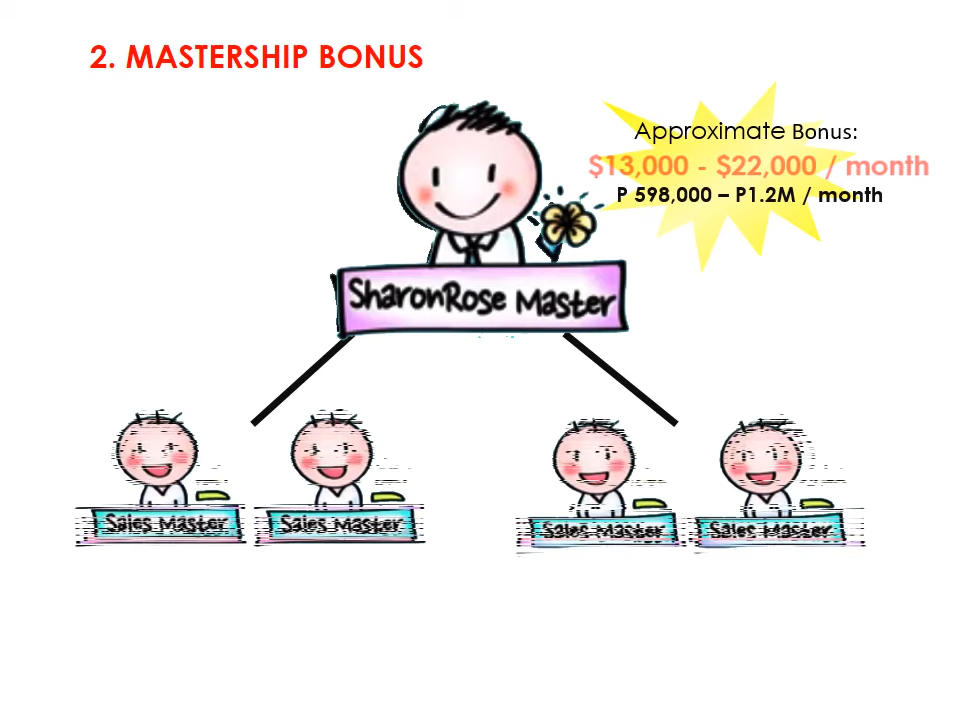 2. MASTERSHIP BONUS
Approximate Bonus:
$13,000 - $22,000 / month
P 598,000 – P1.2M / month
SharonRose Master
Sales Master
Sales Master
Sales Master
Sales Master